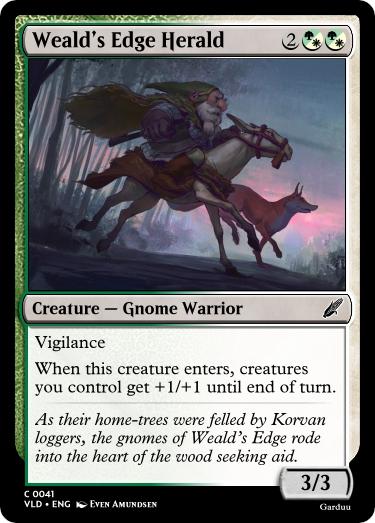 Weald's Edge Herald 2
Creature — Gnome Warrior
Vigilance
When this creature enters, creatures
you control get +1/+1 until end of turn.
As their home-trees were felled by Korvan
loggers, the gnomes of Weald's Edge rode
into the heart of the wood seeking aid.
3/3
C 0041
VLD • ENG Even Amundsen
Garduu